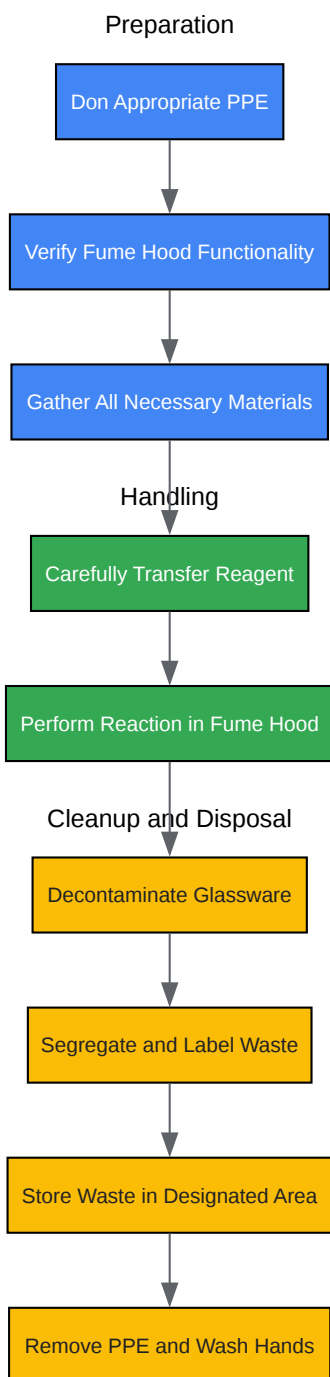 Preparation
Don Appropriate PPE
Verify Fume Hood Functionality
Gather All Necessary Materials
Handling
Carefully Transfer Reagent
Perform Reaction in Fume Hood
Cleanup and Disposal
Decontaminate Glassware
Segregate and Label Waste
Store Waste in Designated Area
Remove PPE and Wash Hands